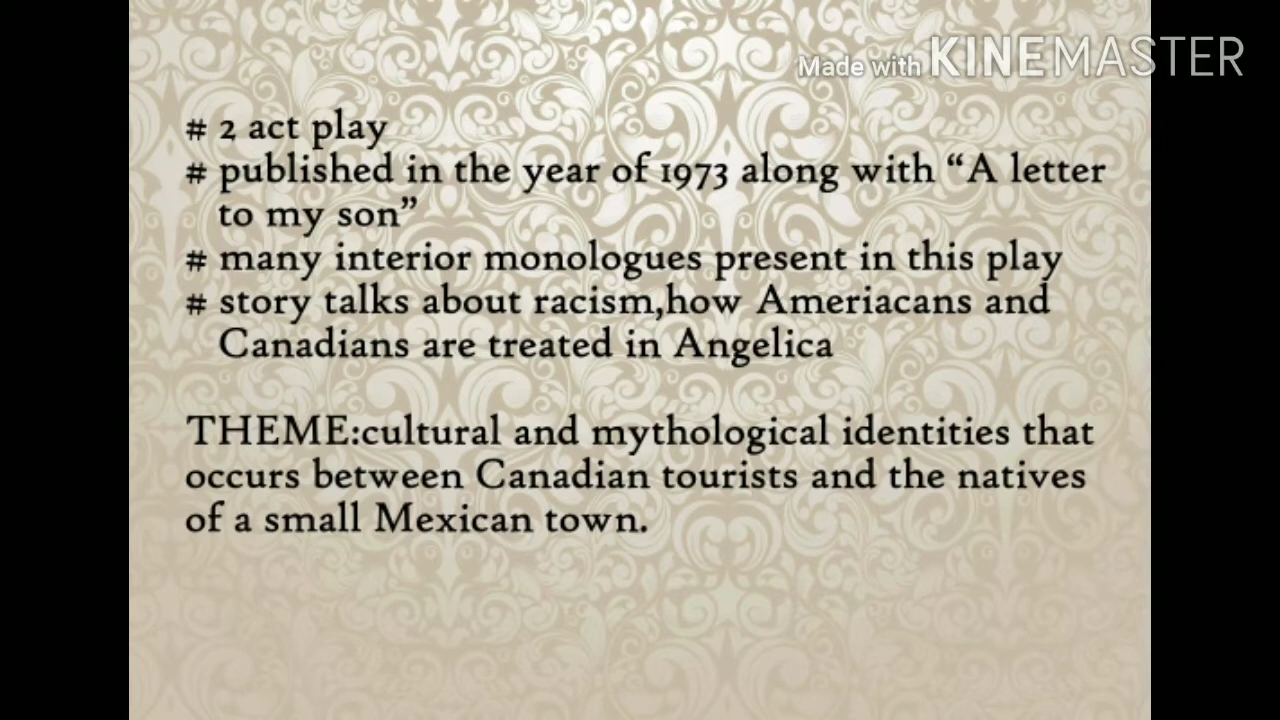 Made with KINEMASTER
# 2 act play
# published in the year of 1973 along with “A letter
to my son”
# many interior monologues present in this play
# story talks about racism,how Ameriacans and
Canadians are treated in Angelica
THEME:cultural and mythological identities that
occurs between Canadian tourists and the natives
of a small Mexican town.